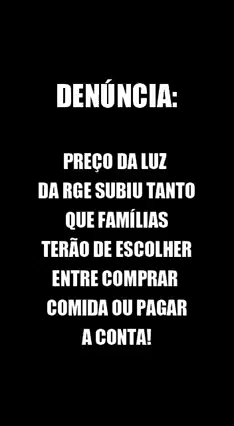 DENÚNCIA:
PREÇO DA LUZ
DA RGE SUBIU TANTO
QUE FAMÍLIAS
TERÃO DE ESCOLHER
ENTRE COMPRAR
COMIDA OU PAGAR
A CONTA!